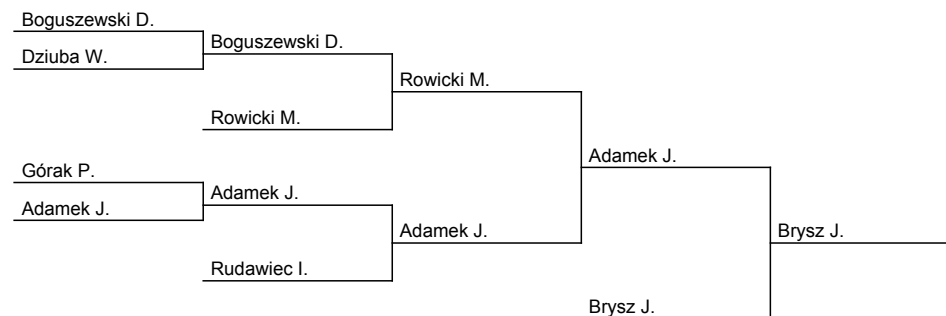 Boguszewski D.
Dziuba W.
Boguszewski D.
Rowicki M.
Rowicki M.
Górak P.
Adamek J.
Adamek J.
Rudawiec I.
Adamek J.
Adamek J.
Brysz J.
Brysz J.